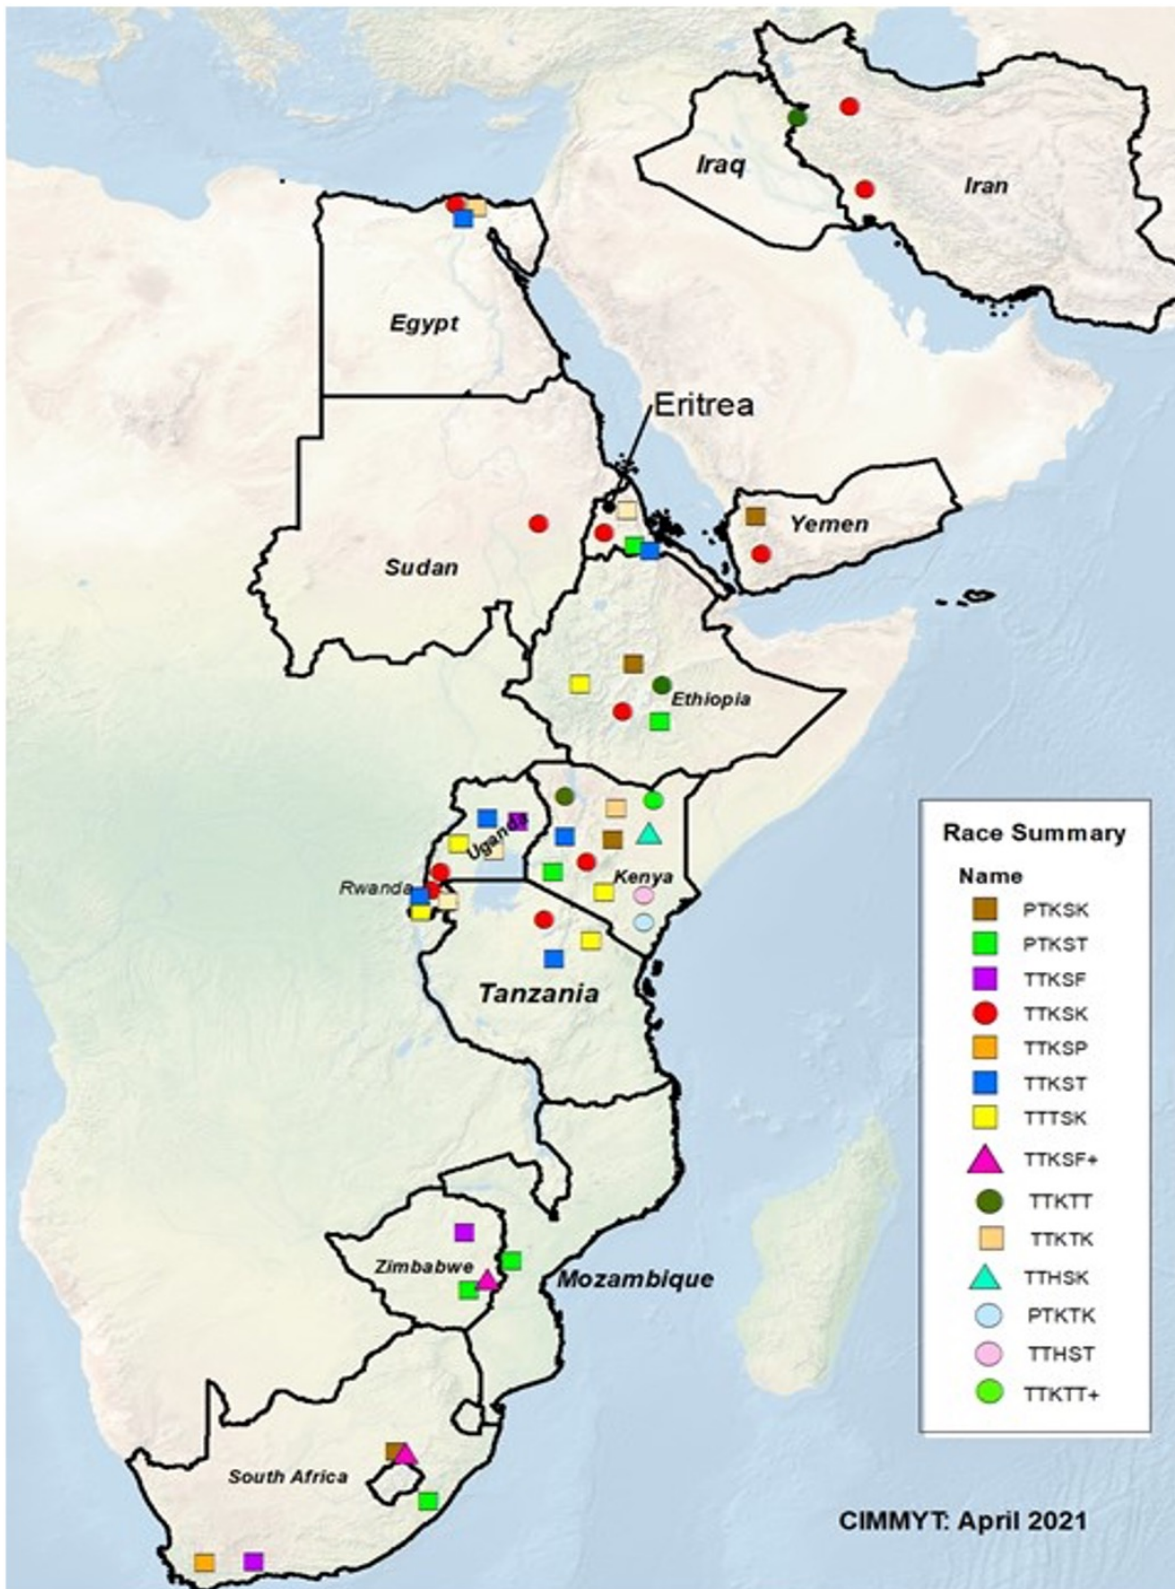 Iraq
Iran
Egypt
Eritrea
Yemen
Sudan
Ethiopia
Uganda
Rwanda
Kenya
Tanzania
Zimbabwe
Mozambique
South Africa
Race Summary
Name
PTKSK
PTKST
TTKSF
TTKSK
TTKSP
TTKST
TTTSK
TTKSF+
TTKTT
TTKTK
TTHSK
PTKTK
TTHST
TTKTT+
CIMMYT: April 2021